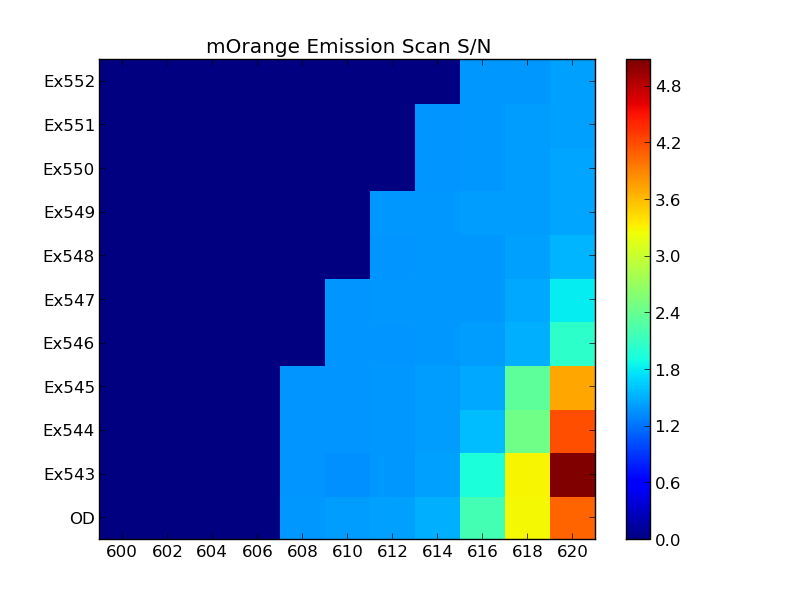 mOrange Emission Scan S/N
Ex552
Ex551
Ex550
Ex549
Ex548
Ex547
Ex546
Ex545
Ex544
Ex543
OD
600 602 604 606 608 610 612 614 616 618 620
4.8
4.2
3.6
3.0
2.4
1.8
1.2
0.6
0.0